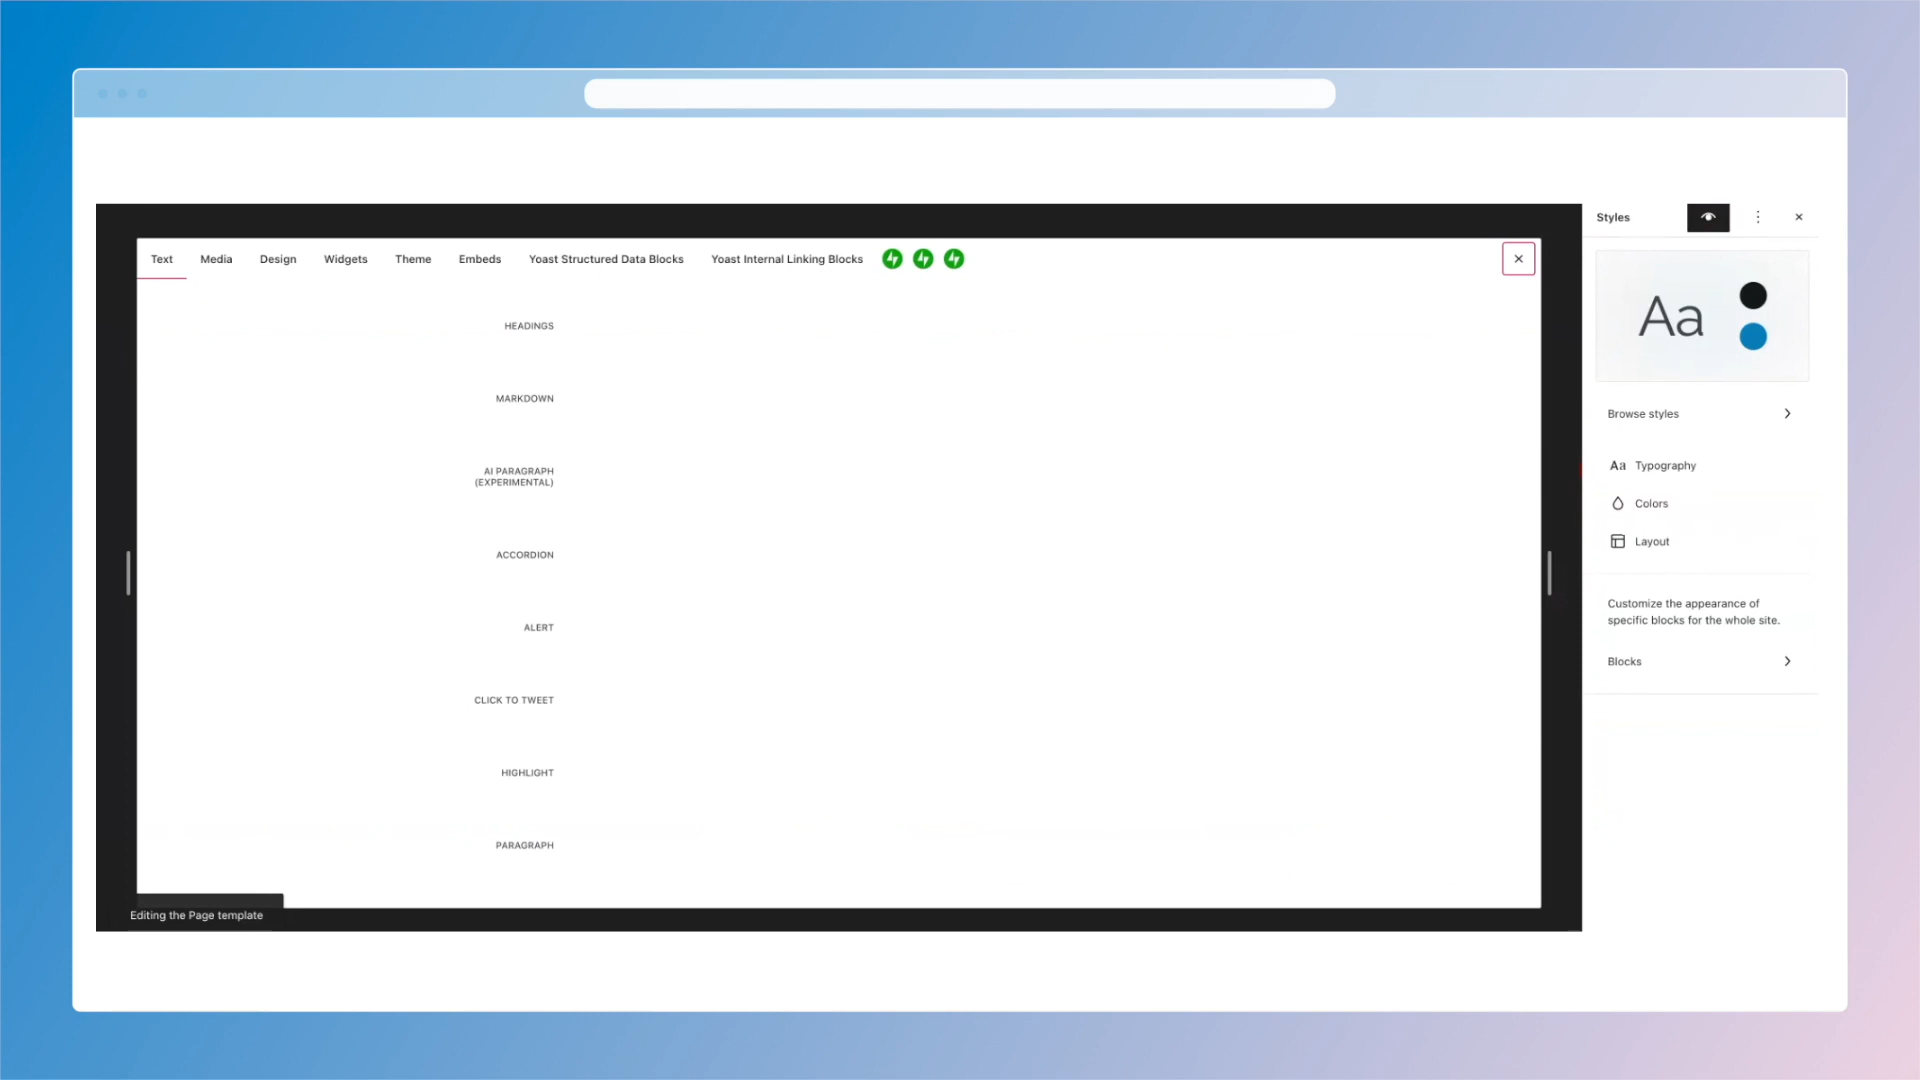 Styles
Text Media Design Widgets Theme Embeds Yoast Structured Data Blocks Yoast Internal Linking Blocks
HEADINGS
MARKDOWN
AI PARAGRAPH
(EXPERIMENTAL)
ACCORDION
ALERT
CLICK TO TWEET
HIGHLIGHT
PARAGRAPH
Editing the Page template
Aa
Browse styles
Aa Typography
Colors
Layout
Customize the appearance of
specific blocks for the whole site.
Blocks